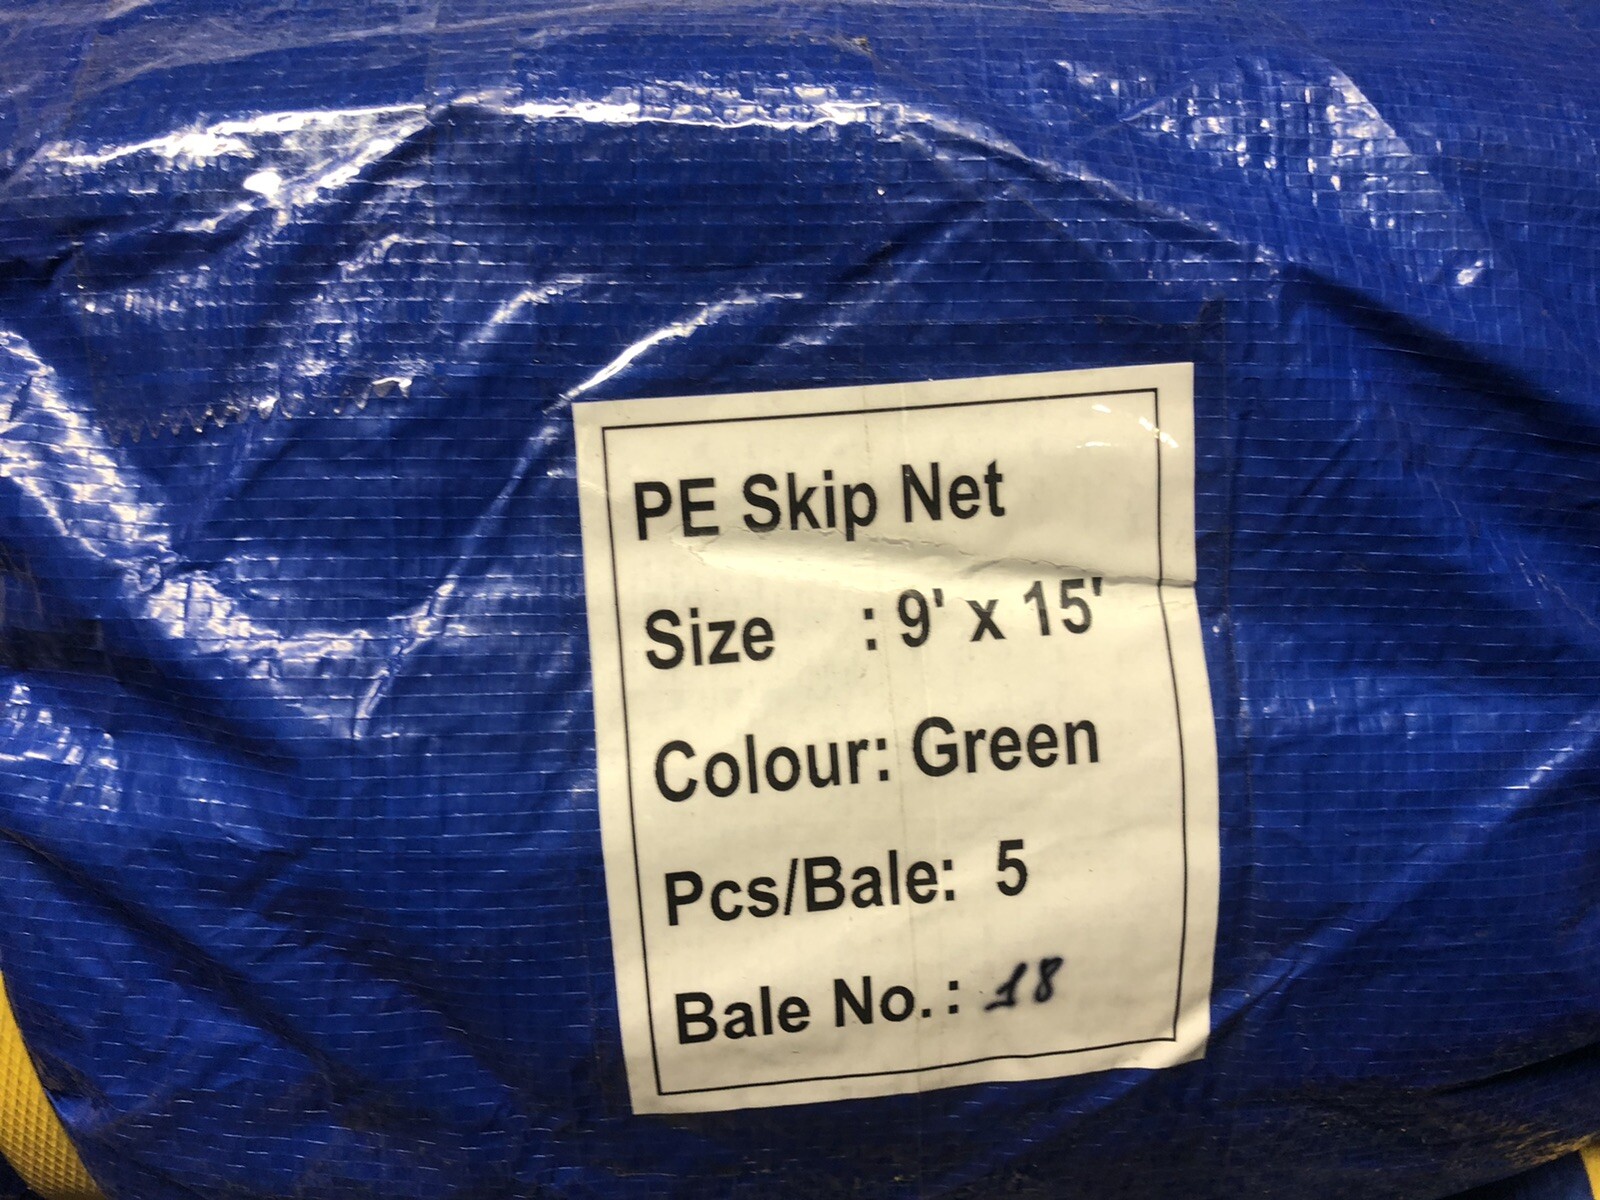 PE Skip Net
Size : 9' x 15'
Colour: Green
Pcs/Bale: 5
Bale No. : 18